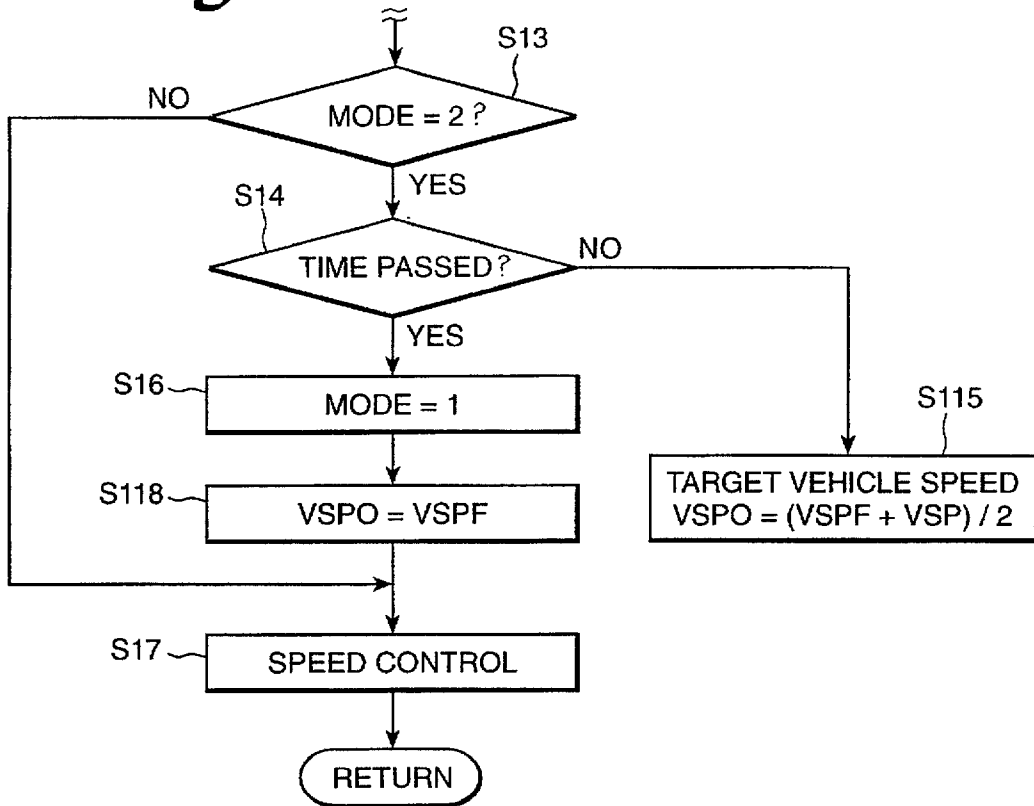 g
S13
NO
MODE = 2?
YES
S14
TIME PASSED?
NO
YES
S16
MODE = 1
S115
S118
VSPO = VSPF
TARGET VEHICLE SPEED
VSPO = (VSPF + VSP) / 2
S17
SPEED CONTROL
RETURN